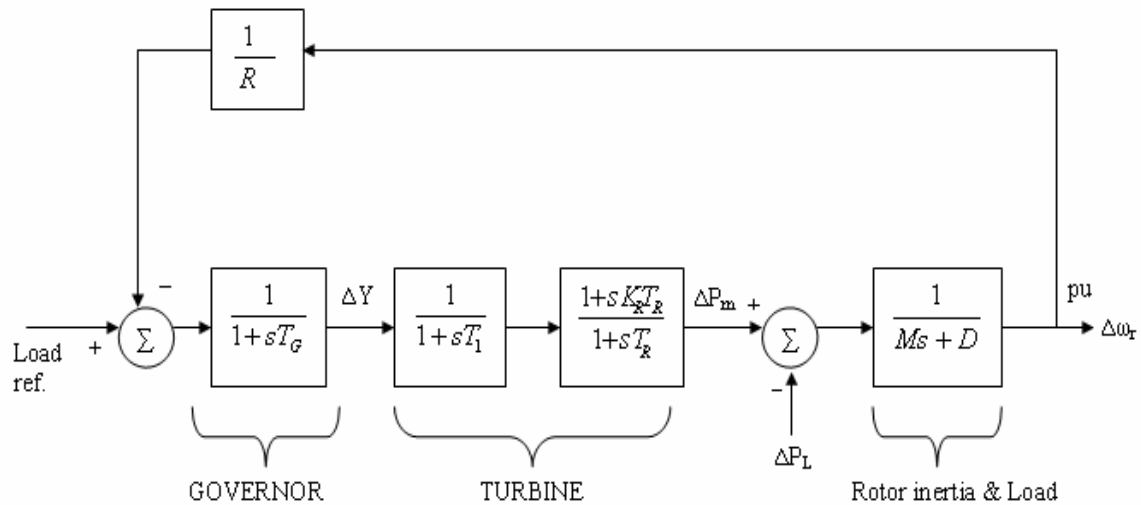 1
R
−
1
1+sT_G
ΔY
1
1+sT_1
1+sK_RT_R
1+sT_R
ΔP_m +
1
Ms + D
pu
Σ
Σ
Δω_r
Load
ref.
+
−
ΔP_L
GOVERNOR
TURBINE
Rotor inertia & Load